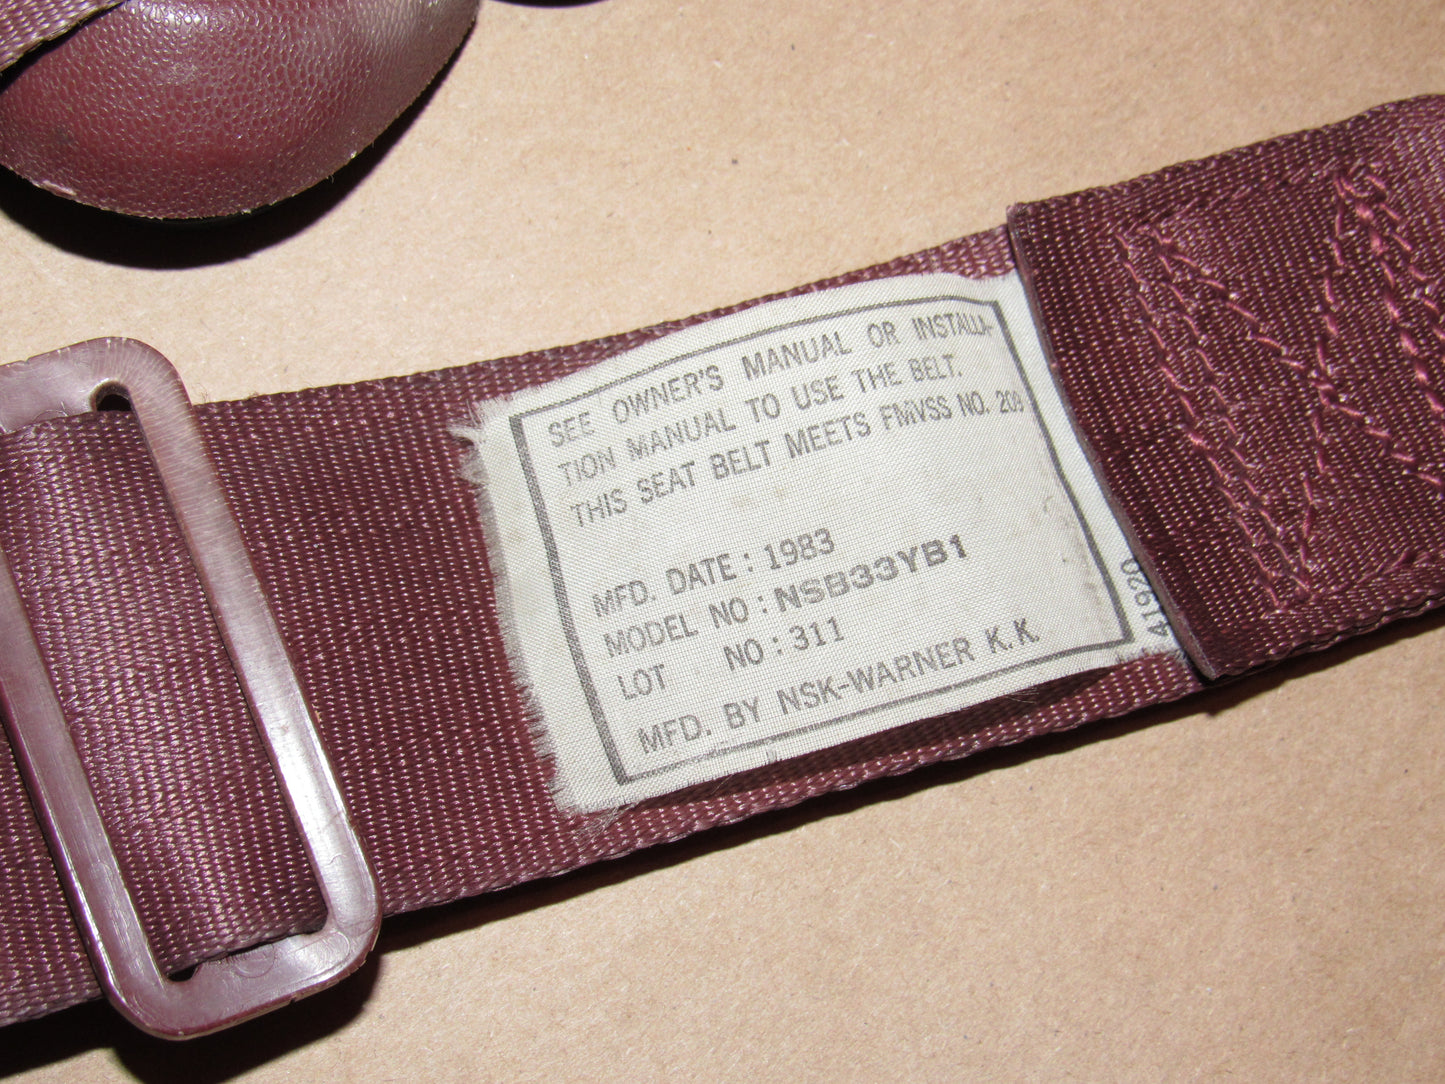 SEE OWNER'S MANUAL OR INSTALLA-
TION MANUAL TO USE THE BELT.
THIS SEAT BELT MEETS FMVSS NO. 209
MFD. DATE : 1983
MODEL NO : NSB33YB1
LOT NO : 311
MFD. BY NSK-WARNER K.K.
41920